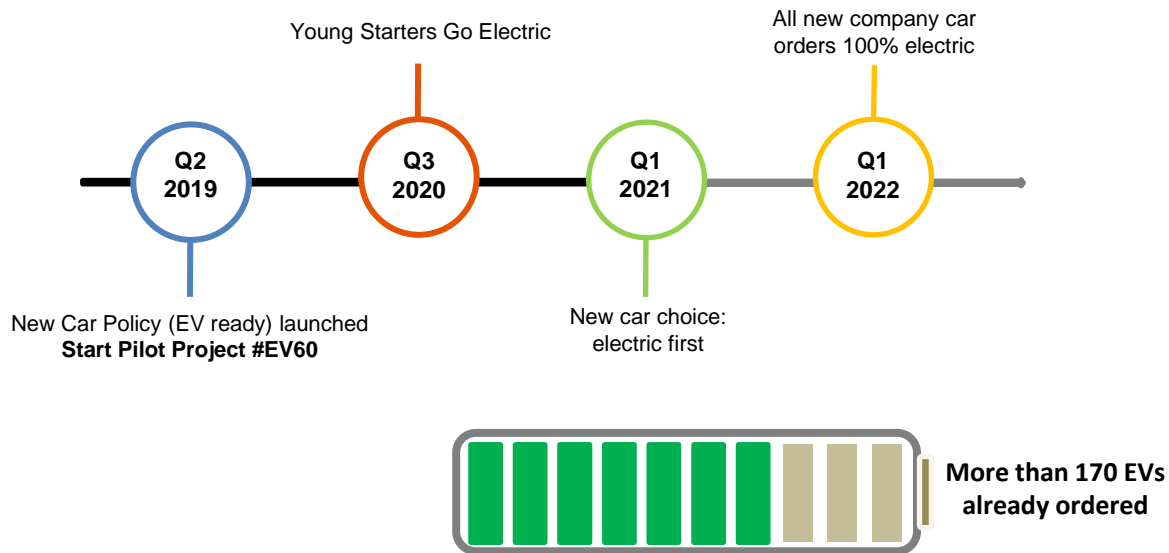 Young Starters Go Electric
All new company car
orders 100% electric
Q2
2019
Q3
2020
Q1
2021
Q1
2022
New Car Policy (EV ready) launched
Start Pilot Project #EV60
New car choice:
electric first
More than 170 EVs
already ordered